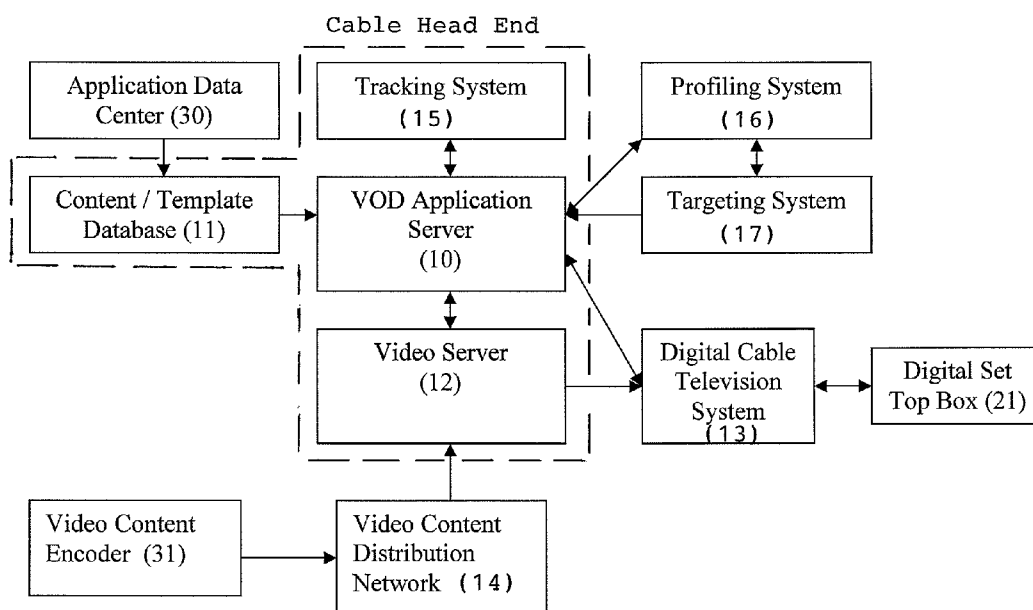 Cable Head End
Application Data
Center (30)
Tracking System
(15)
Profiling System
(16)
Content / Template
Database (11)
VOD Application
Server
(10)
Targeting System
(17)
Video Server
(12)
Digital Cable
Television
System
(13)
Digital Set
Top Box (21)
Video Content
Encoder (31)
Video Content
Distribution
Network (14)